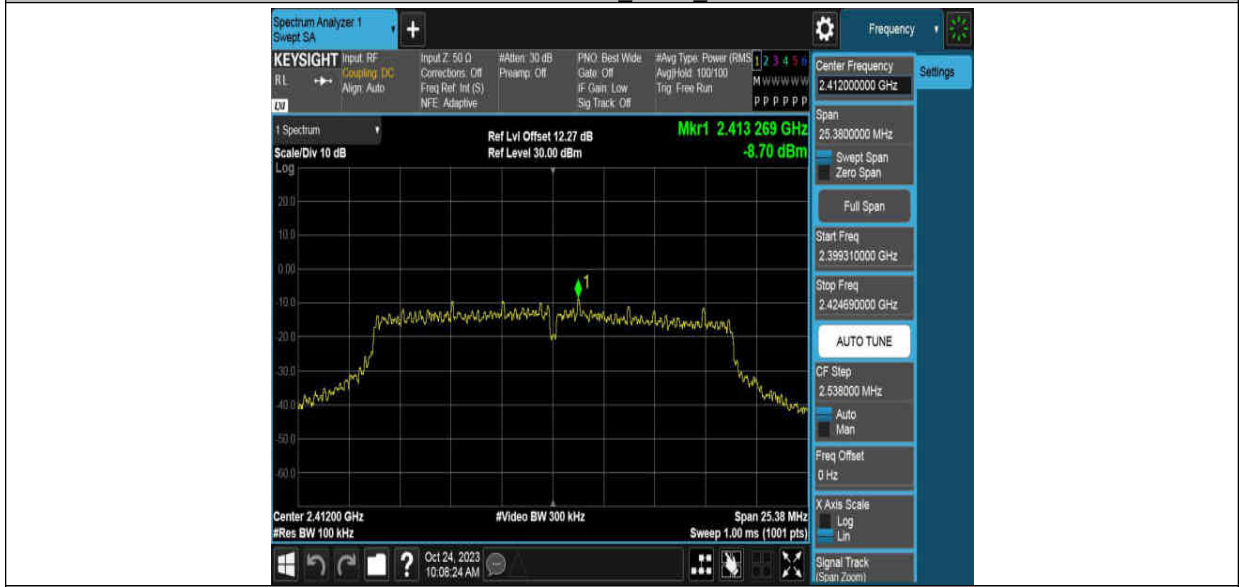 Spectrum Analyzer 1
Swept SA
+
Frequency
KEYSIGHT
RL
Input: RF
Coupling: DC
Align: Auto
Input Z: 50 Ω
Corrections: Off
Freq Ref: Int (S)
NFE: Adaptive
#Atten: 30 dB
Preamp: Off
PNO: Best Wide
Gate: Off
IF Gain: Low
Sig Track: Off
#Avg Type: Power (RMS
Avg|Hold: 100/100
Trig: Free Run
1 2 3 4 5 6
M W W W W W
P P P P P P
1 Spectrum
Scale/Div 10 dB
Log
Ref Lvl Offset 12.27 dB
Ref Level 30.00 dBm
Mkr1 2.413 269 GHz
-8.70 dBm
20.0
10.0
0.00
-10.0
-20.0
-30.0
-40.0
-50.0
-60.0
1
Center 2.41200 GHz
#Res BW 100 kHz
#Video BW 300 kHz
Span 25.38 MHz
Sweep 1.00 ms (1001 pts)
Center Frequency
2.412000000 GHz
Settings
Span
25.3800000 MHz
Swept Span
Zero Span
Full Span
Start Freq
2.399310000 GHz
Stop Freq
2.424690000 GHz
AUTO TUNE
CF Step
2.538000 MHz
Auto
Man
Freq Offset
0 Hz
X Axis Scale
Log
Lin
Signal Track
(Span Zoom)
?
Oct 24, 2023
10:08:24 AM